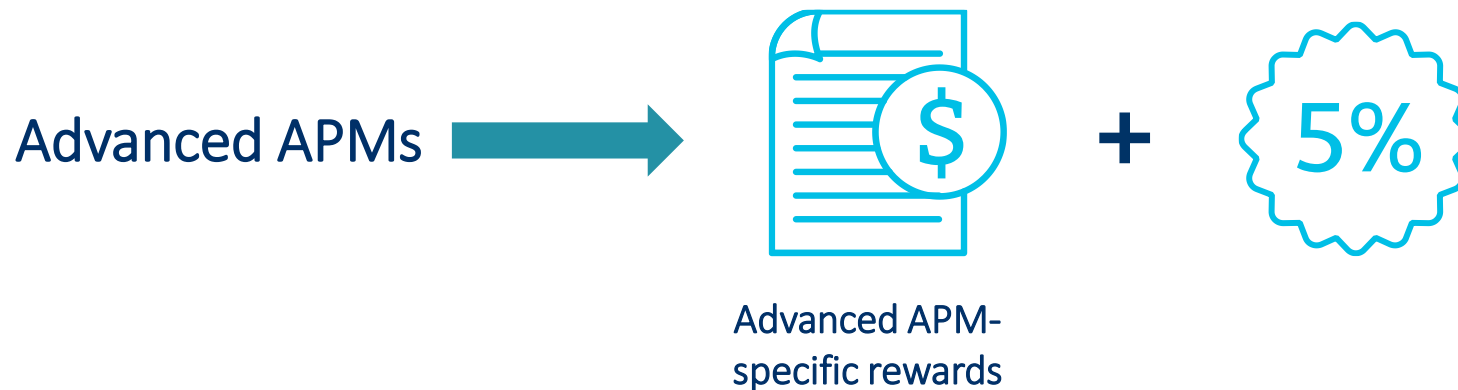 Advanced APMs
$
+
5%
Advanced APM-
specific rewards